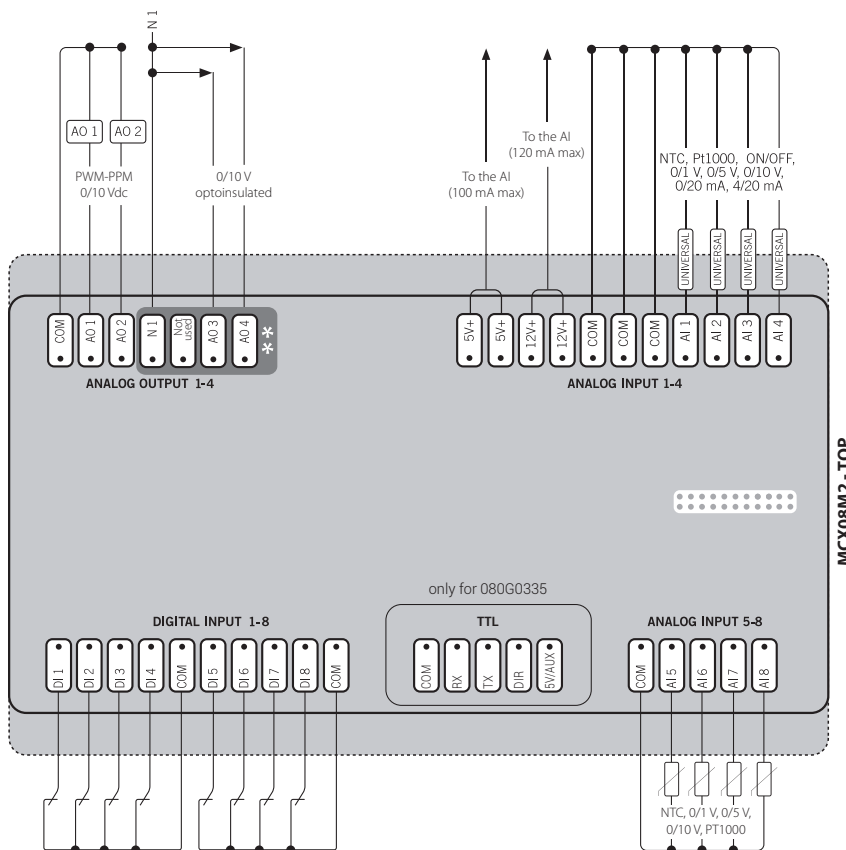 N 1
AO 1
AO 2
PWM-PPM
0/10 Vdc
0/10 V
optoinsulated
To the AI
(100 mA max)
To the AI
(120 mA max)
NTC, Pt1000, ON/OFF,
0/1 V, 0/5 V, 0/10 V,
0/20 mA, 4/20 mA
UNIVERSAL
UNIVERSAL
UNIVERSAL
UNIVERSAL
COM
AO 1
AO 2
N 1
Not
used
AO 3
AO 4
**
5V+
5V+
12V+
12V+
COM
COM
COM
AI 1
AI 2
AI 3
AI 4
ANALOG OUTPUT 1-4
ANALOG INPUT 1-4
MCX08M2 - TOP
only for 080G0335
DIGITAL INPUT 1-8
TTL
ANALOG INPUT 5-8
DI 1
DI 2
DI 3
DI 4
COM
DI 5
DI 6
DI 7
DI 8
COM
COM
RX
TX
DIR
5V/AUX
COM
AI 5
AI 6
AI 7
AI 8
NTC, 0/1 V, 0/5 V,
0/10 V, PT1000